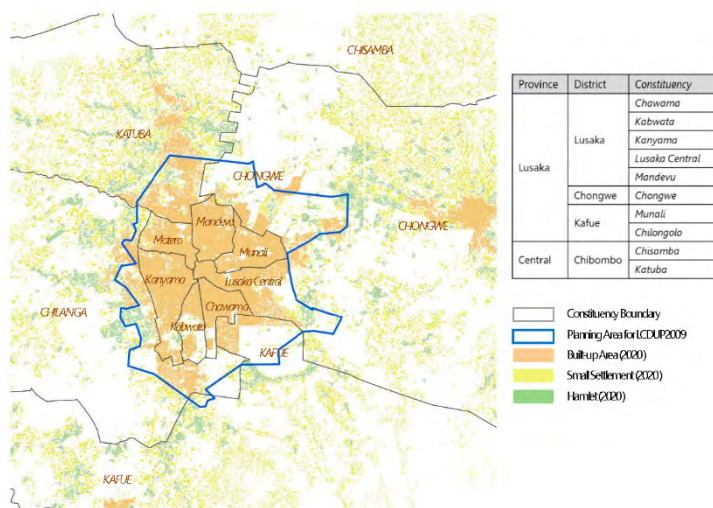 CHISAMBA
KATUBA
CHONGWE
Mandevu
CHONGWE
Matero
Munali
Kanyama
Lusaka Central
CHILANGA
Chawama
Kabwata
KAFUE
KAFUE
Province District Constituency
Lusaka Lusaka Chawama
Kabwata
Kanyama
Lusaka Central
Mandevu
Chongwe Chongwe
Kafue Munali
Chilongolo
Central Chibombo Chisamba
Katuba
Constituency Boundary
Planning Area for LCDUP2009
Built-up Area (2020)
Small Settlement (2020)
Hamlet (2020)